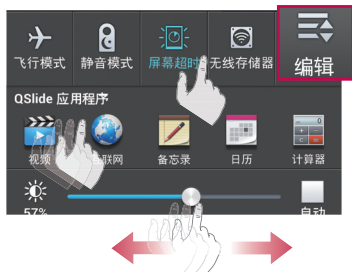 飞行模式 静音模式 屏幕超时 无线存储器 编辑
QSlide 应用程序
视频 互联网 备忘录 日历 计算器
57% 自动